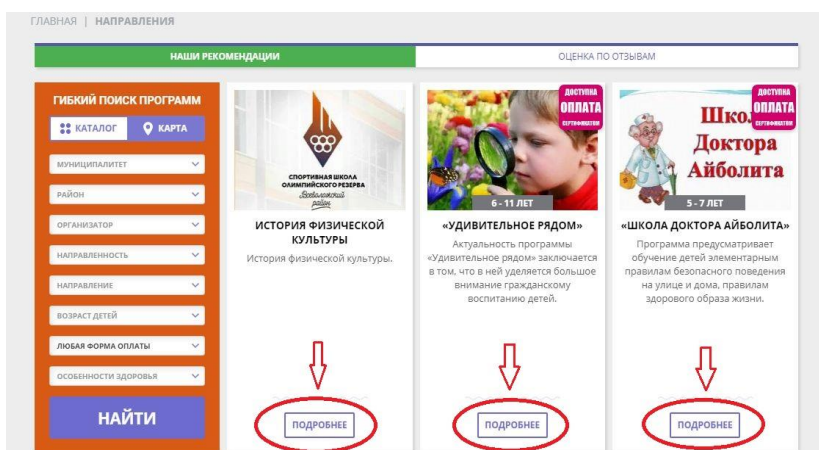 ГЛАВНАЯ | НАПРАВЛЕНИЯ
НАШИ РЕКОМЕНДАЦИИ
ОЦЕНКА ПО ОТЗЫВАМ
ГИБКИЙ ПОИСК ПРОГРАММ
КАТАЛОГ
КАРТА
МУНИЦИПАЛИТЕТ
РАЙОН
ОРГАНИЗАТОР
НАПРАВЛЕННОСТЬ
НАПРАВЛЕНИЕ
ВОЗРАСТ ДЕТЕЙ
ЛЮБАЯ ФОРМА ОПЛАТЫ
ОСОБЕННОСТИ ЗДОРОВЬЯ
НАЙТИ
СПОРТИВНАЯ ШКОЛА
ОЛИМПИЙСКОГО РЕЗЕРВА
Всеволожский
район
ИСТОРИЯ ФИЗИЧЕСКОЙ
КУЛЬТУРЫ
История физической культуры.
ПОДРОБНЕЕ
ДОСТУПНА
ОПЛАТА
СЕРТИФИКАТОМ
6 - 11 ЛЕТ
«УДИВИТЕЛЬНОЕ РЯДОМ»
Актуальность программы
«Удивительное рядом» заключается
в том, что в ней уделяется большое
внимание гражданскому
воспитанию детей.
ПОДРОБНЕЕ
ДОСТУПНА
ОПЛАТА
СЕРТИФИКАТОМ
Шко
Доктора
Айболита
5 - 7 ЛЕТ
«ШКОЛА ДОКТОРА АЙБОЛИТА»
Программа предусматривает
обучение детей элементарным
правилам безопасного поведения
на улице и дома, правилам
здорового образа жизни.
ПОДРОБНЕЕ